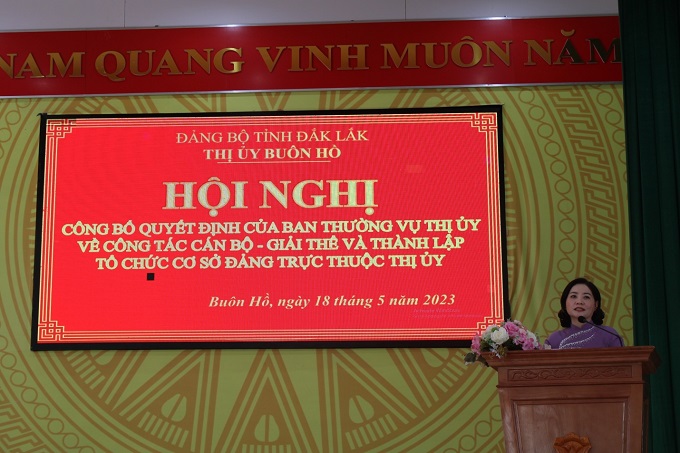 NAM QUANG VINH MUÔN NĂM
ĐẢNG BỘ TỈNH ĐẮK LẮK
THỊ ỦY BUÔN HỒ
HỘI NGHỊ
CÔNG BỐ QUYẾT ĐỊNH CỦA BAN THƯỜNG VỤ THỊ ỦY
VỀ CÔNG TÁC CÁN BỘ - GIẢI THỂ VÀ THÀNH LẬP
TỔ CHỨC CƠ SỞ ĐẢNG TRỰC THUỘC THỊ ỦY
Buôn Hồ, ngày 18 tháng 5 năm 2023